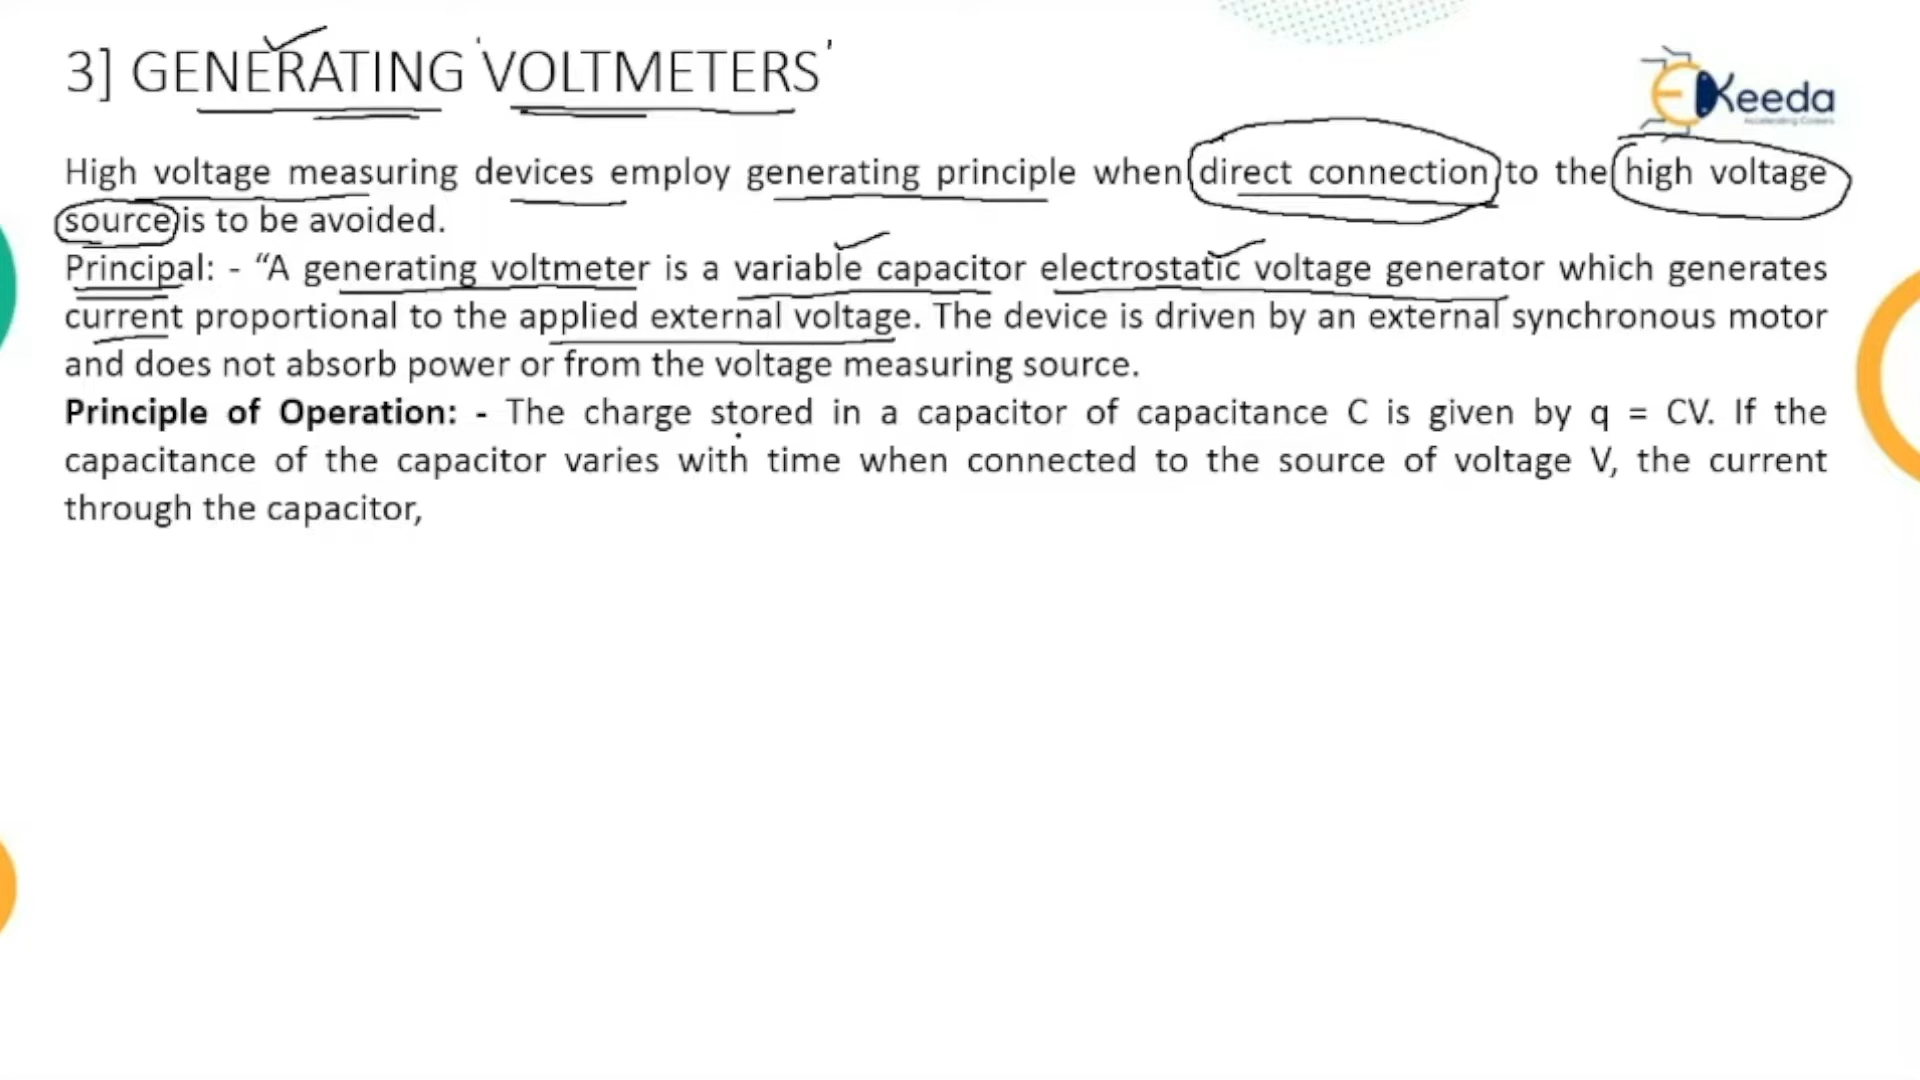 3] GENERATING 'VOLTMETERS'
Keeda
High voltage measuring devices employ generating principle when direct connection to the high voltage
source is to be avoided.
Principal: - “A generating voltmeter is a variable capacitor electrostatic voltage generator which generates
current proportional to the applied external voltage. The device is driven by an external synchronous motor
and does not absorb power or from the voltage measuring source.
Principle of Operation: - The charge stored in a capacitor of capacitance C is given by q = CV. If the
capacitance of the capacitor varies with time when connected to the source of voltage V, the current
through the capacitor,